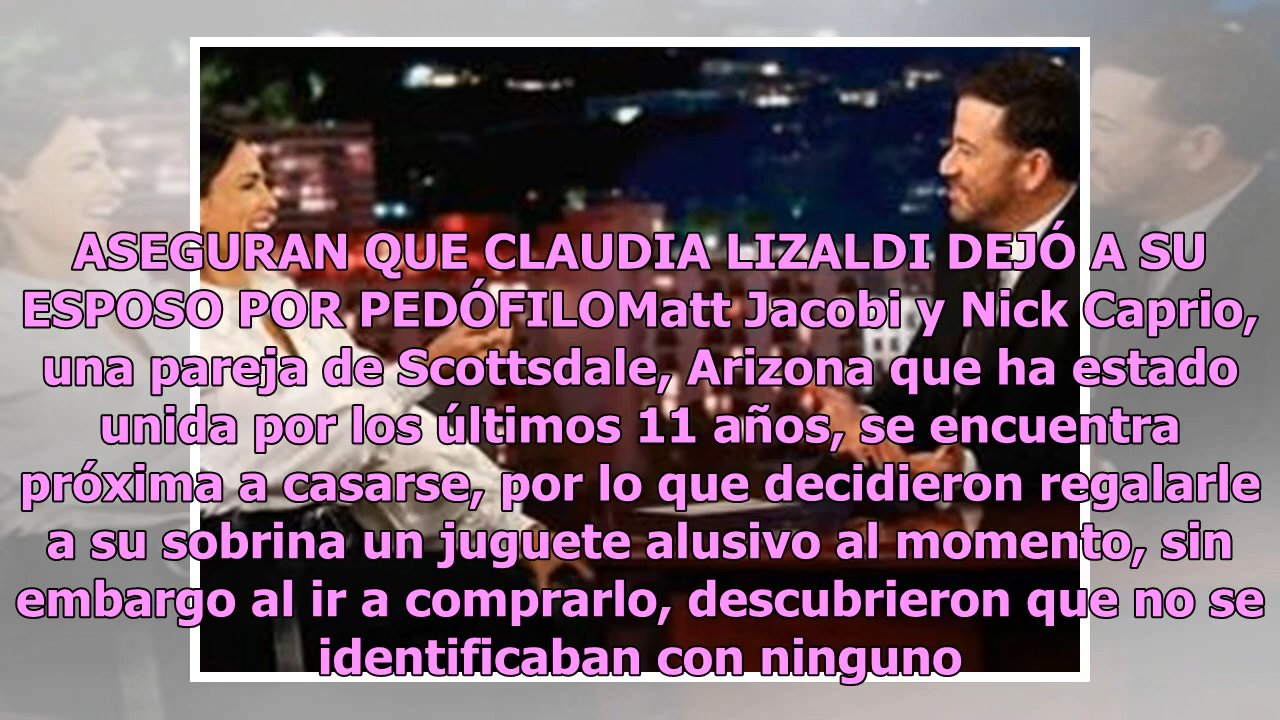 ASEGURAN QUE CLAUDIA LIZALDI DEJÓ A SU
ESPOSO POR PEDÓFILOMatt Jacobi y Nick Caprio,
una pareja de Scottsdale, Arizona que ha estado
unida por los últimos 11 años, se encuentra
próxima a casarse, por lo que decidieron regalarle
a su sobrina un juguete alusivo al momento, sin
embargo al ir a comprarlo, descubrieron que no se
identificaban con ninguno